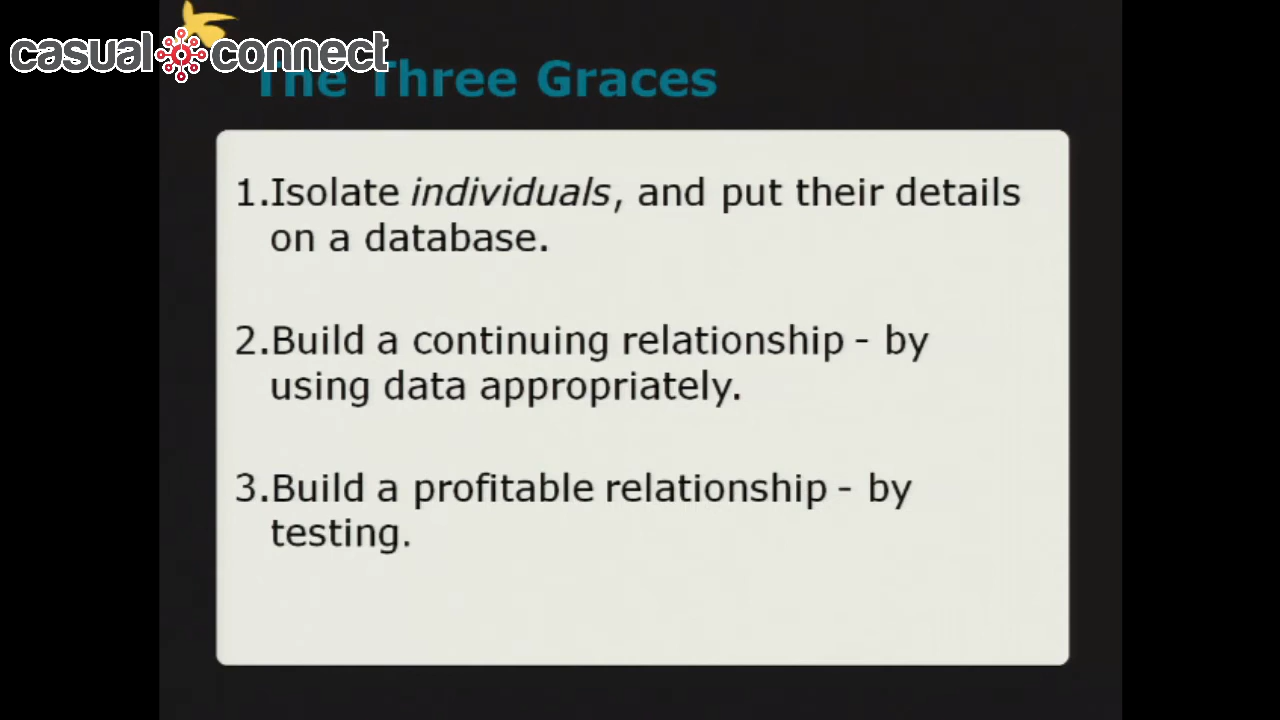 casual connect
The Three Graces
1.Isolate individuals, and put their details
on a database.
2.Build a continuing relationship - by
using data appropriately.
3.Build a profitable relationship - by
testing.